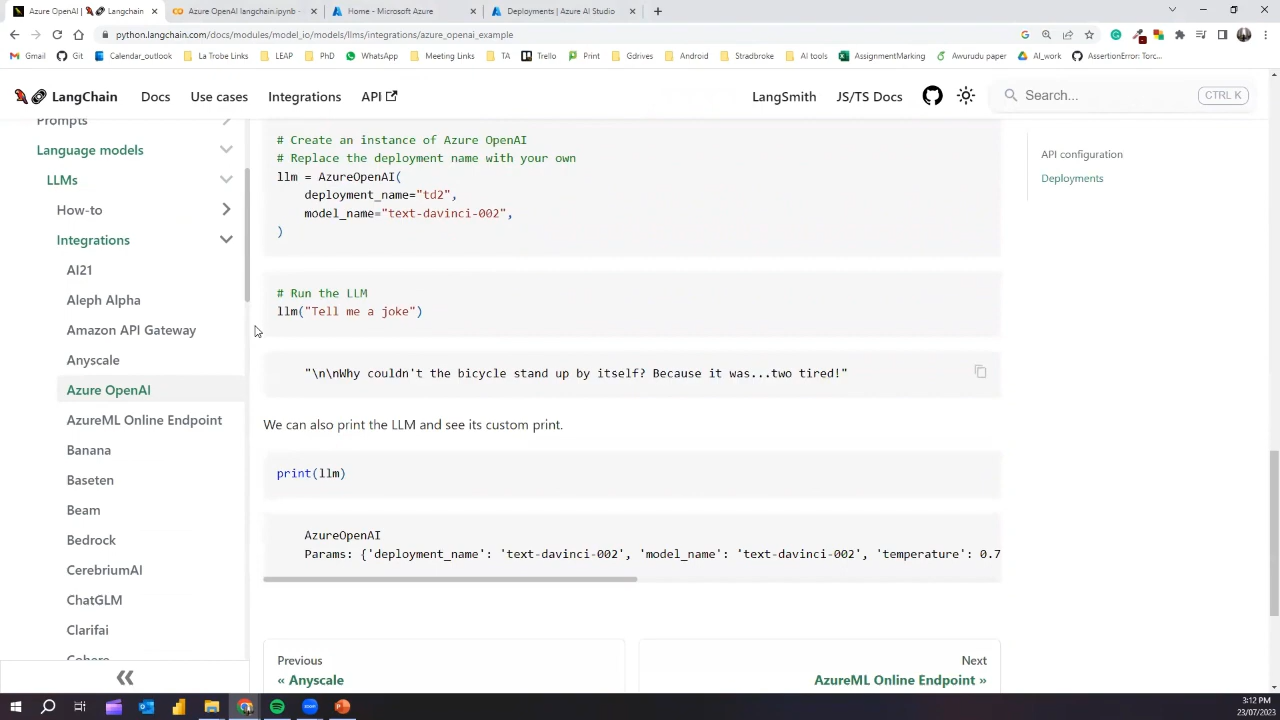 Azure OpenAI | Langchain
Azure OpenAI langchain.ipynb -
Home - Microsoft Azure
Deployments | Azure AI Studio
python.langchain.com/docs/modules/model_io/models/llms/integrations/azure_openai_example
Gmail
Git
Calendar_outlook
La Trobe Links
LEAP
PhD
WhatsApp
Meeting Links
TA
Trello
Print
Gdrives
Android
Stradbroke
AI tools
AssignmentMarking
Awurudu paper
AI_work
AssertionError: Torc...
LangChain
Docs
Use cases
Integrations
API
LangSmith
JS/TS Docs
Search...
CTRL K
Prompts
Language models
LLMs
How-to
Integrations
AI21
Aleph Alpha
Amazon API Gateway
Anyscale
Azure OpenAI
AzureML Online Endpoint
Banana
Baseten
Beam
Bedrock
CerebriumAI
ChatGLM
Clarifai
Cohere
«
# Create an instance of Azure OpenAI
# Replace the deployment name with your own
llm = AzureOpenAI(
deployment_name="td2",
model_name="text-davinci-002",
)
# Run the LLM
llm("Tell me a joke")
"\n\nWhy couldn't the bicycle stand up by itself? Because it was...two tired!"
We can also print the LLM and see its custom print.
print(llm)
AzureOpenAI
Params: {'deployment_name': 'text-davinci-002', 'model_name': 'text-davinci-002', 'temperature': 0.7
Previous
« Anyscale
Next
AzureML Online Endpoint »
API configuration
Deployments
3:12 PM
23/07/2023